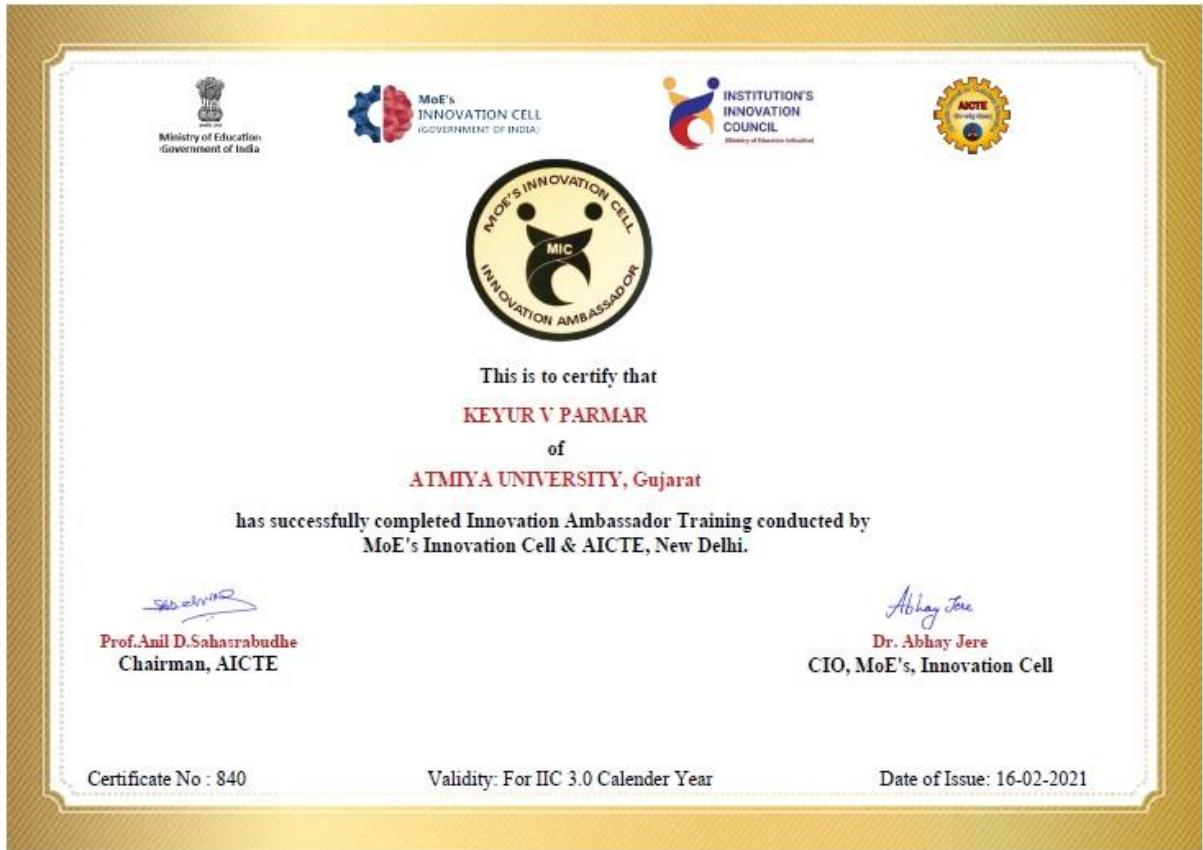 Ministry of Education
Government of India
MoE's
INNOVATION CELL
(GOVERNMENT OF INDIA)
INSTITUTION'S
INNOVATION
COUNCIL
(Ministry of Education Initiative)
AICTE
MOE'S INNOVATION CELL
MIC
INNOVATION AMBASSADOR
This is to certify that
KEYUR V PARMAR
of
ATMIYA UNIVERSITY, Gujarat
has successfully completed Innovation Ambassador Training conducted by
MoE's Innovation Cell & AICTE, New Delhi.
Abhay Jere
Prof.Anil D.Sahasrabudhe
Chairman, AICTE
Dr. Abhay Jere
CIO, MoE's, Innovation Cell
Certificate No : 840
Validity: For IIC 3.0 Calender Year
Date of Issue: 16-02-2021